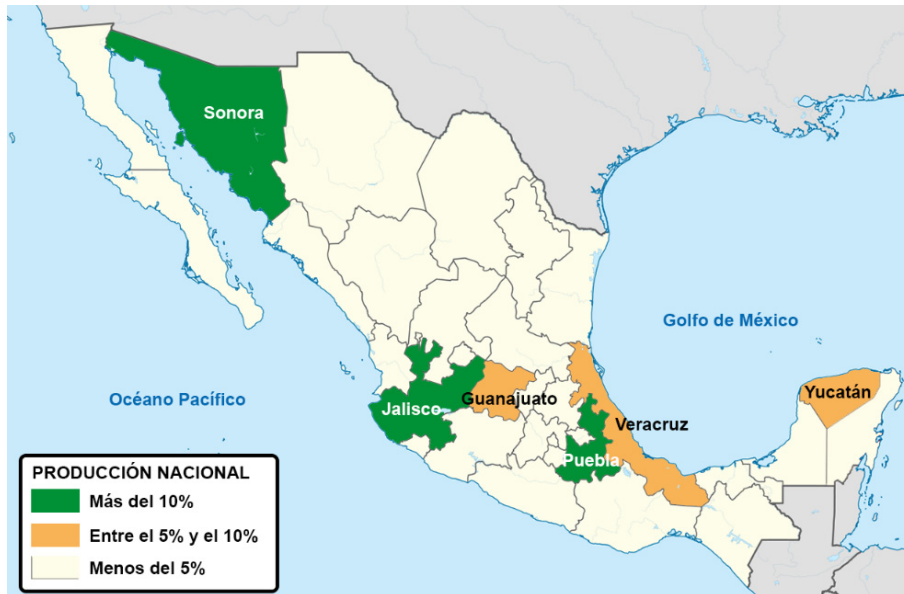 Sonora
Golfo de México
Océano Pacífico
Jalisco
Guanajuato
Yucatán
Veracruz
Puebla
PRODUCCIÓN NACIONAL
Más del 10%
Entre el 5% y el 10%
Menos del 5%